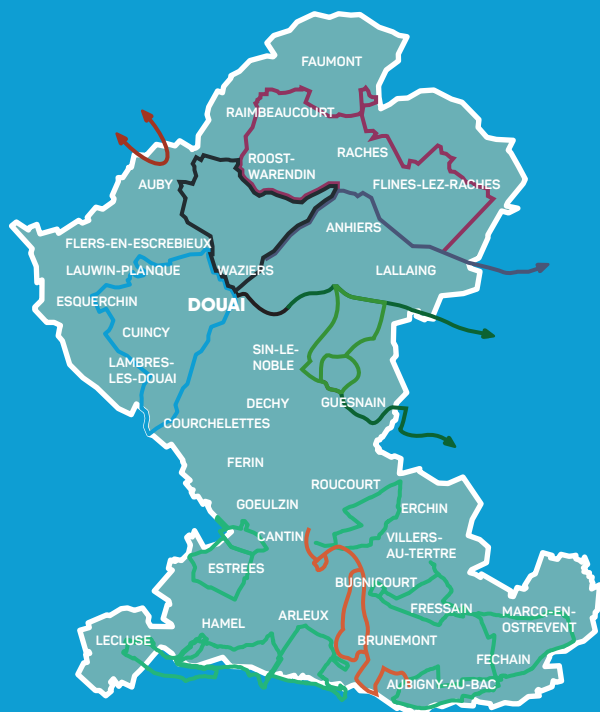 FAUMONT
RAIMBEAUCOURT
RACHES
ROOST-
WARENDIN
AUBY
FLINES-LEZ-RACHES
ANHIERS
FLERS-EN-ESCREBIEUX
LAUWIN-PLANQUE
WAZIERS
LALLAING
ESQUERCHIN
DOUAI
CUINCY
SIN-LE-
NOBLE
LAMBRES-
LES-DOUAI
DECHY
GUESNAIN
COURCHELETTES
FERIN
ROUCOURT
GOEULZIN
ERCHIN
CANTIN
VILLERS-
AU-TERTRE
ESTREES
BUGNICOURT
FRESSAIN
MARCQ-EN-
OSTREVENT
ARLEUX
HAMEL
LECLUSE
BRUNEMONT
FECHAIN
AUBIGNY-AU-BAC